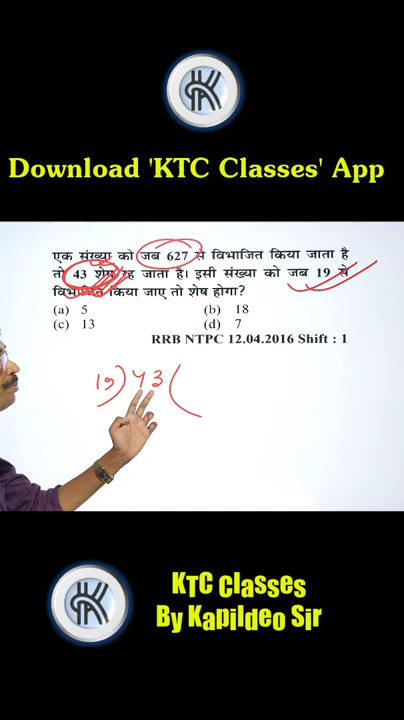 Download 'KTC Classes' App
एक संख्या को जब 627 से विभाजित किया जाता है
तो 43 शेष रह जाता है। इसी संख्या को जब 19 से
विभाजित किया जाए तो शेष होगा?
(a) 5 (b) 18
(c) 13 (d) 7
RRB NTPC 12.04.2016 Shift : 1
19) 43 (
KTC Classes
By Kapildeo Sir